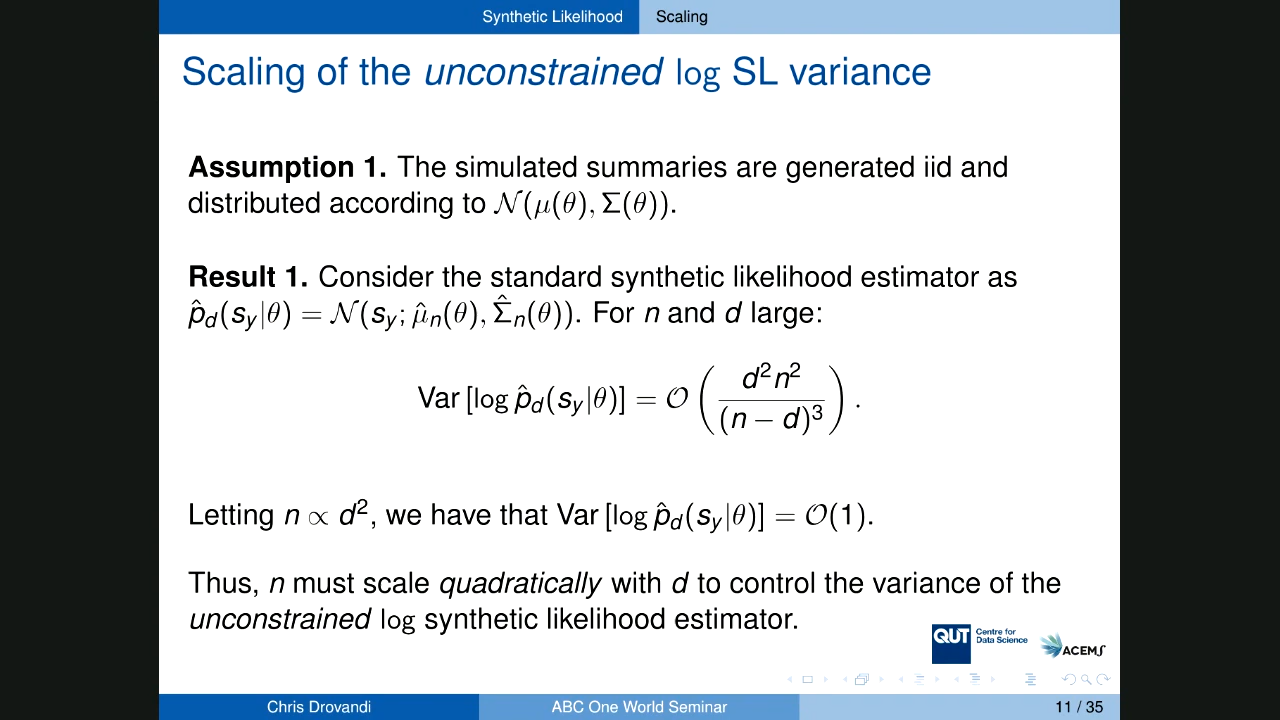 Synthetic Likelihood Scaling
Scaling of the unconstrained log SL variance
Assumption 1. The simulated summaries are generated iid and
distributed according to 𝒩(μ(θ), Σ(θ)).
Result 1. Consider the standard synthetic likelihood estimator as
p̂_d(s_y|θ) = 𝒩(s_y; μ̂_n(θ), Σ̂_n(θ)). For n and d large:
Var [log p̂_d(s_y|θ)] = 𝒪 ( d²n² / (n − d)³ ) .
Letting n ∝ d², we have that Var [log p̂_d(s_y|θ)] = 𝒪(1).
Thus, n must scale quadratically with d to control the variance of the
unconstrained log synthetic likelihood estimator.
QUT Centre for
Data Science
ACEMS
Chris Drovandi ABC One World Seminar 11 / 35